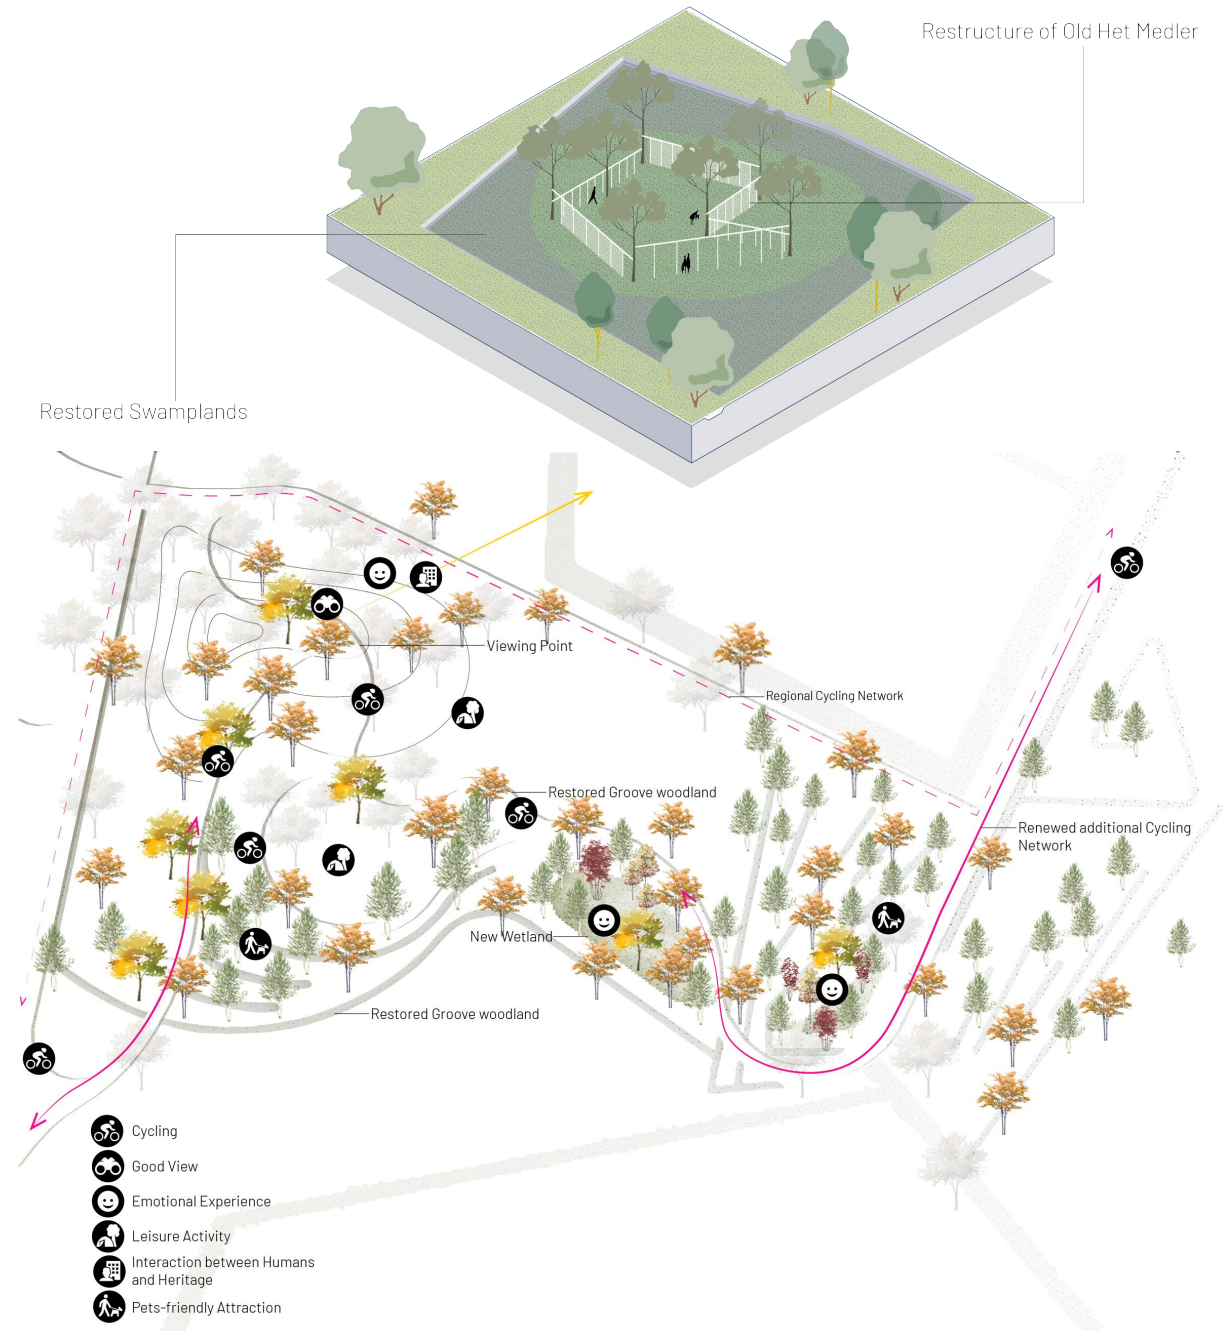 Restructure of Old Het Medler
Restored Swamplands
Viewing Point
Regional Cycling Network
Restored Groove woodland
Renewed additional Cycling
Network
New Wetland
Restored Groove woodland
Cycling
Good View
Emotional Experience
Leisure Activity
Interaction between Humans
and Heritage
Pets-friendly Attraction